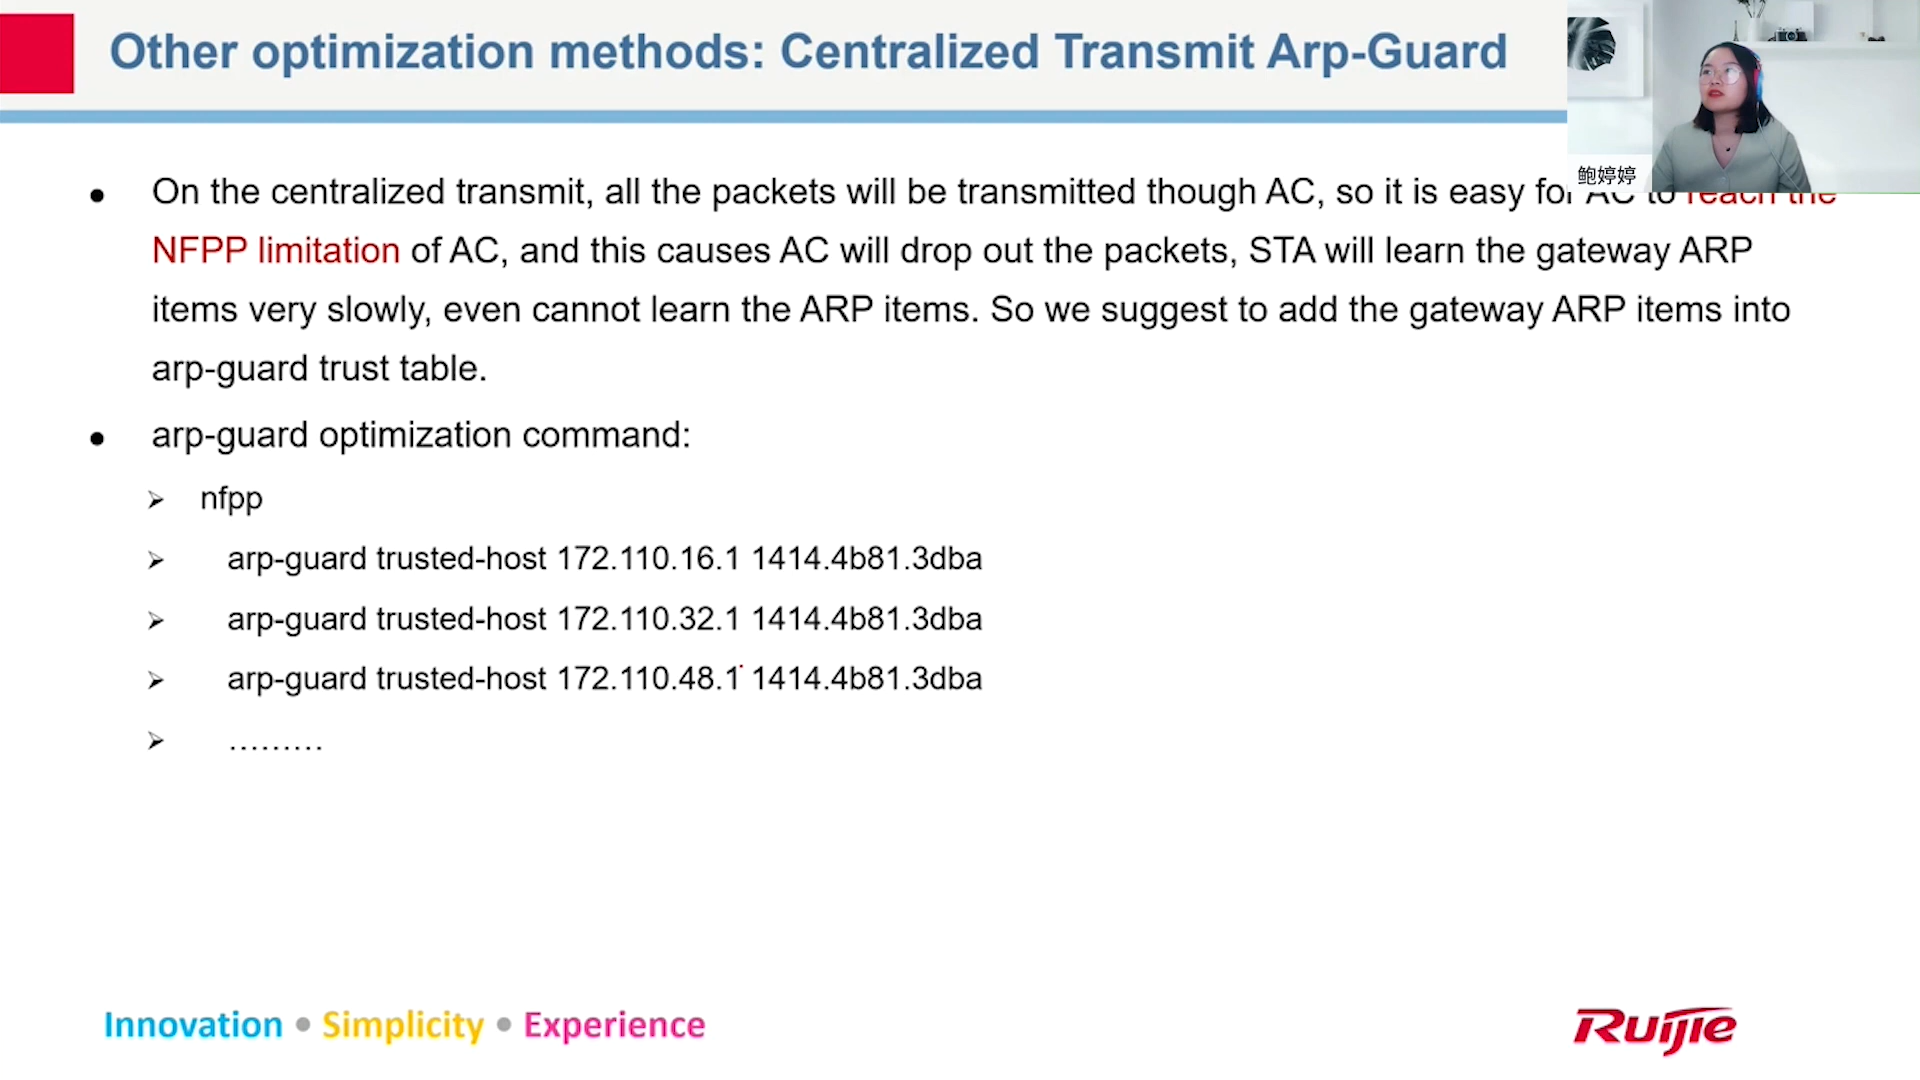 Other optimization methods: Centralized Transmit Arp-Guard
鲍婷婷
• On the centralized transmit, all the packets will be transmitted though AC, so it is easy for AC to reach the
NFPP limitation of AC, and this causes AC will drop out the packets, STA will learn the gateway ARP
items very slowly, even cannot learn the ARP items. So we suggest to add the gateway ARP items into
arp-guard trust table.
• arp-guard optimization command:
➢ nfpp
➢ arp-guard trusted-host 172.110.16.1 1414.4b81.3dba
➢ arp-guard trusted-host 172.110.32.1 1414.4b81.3dba
➢ arp-guard trusted-host 172.110.48.1 1414.4b81.3dba
➢ ………
Innovation • Simplicity • Experience
Ruijie